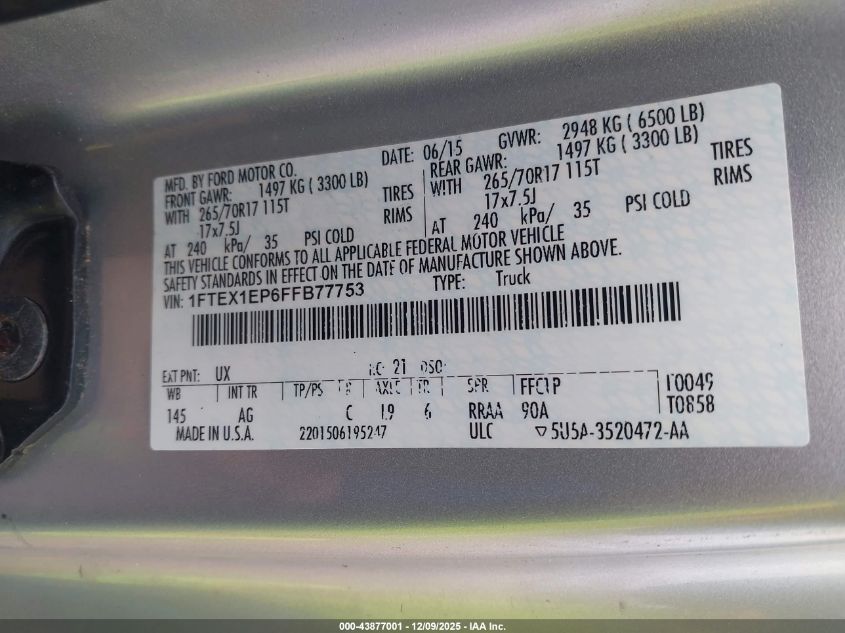 MFD. BY FORD MOTOR CO. DATE: 06/15 GVWR: 2948 KG ( 6500 LB)
FRONT GAWR: 1497 KG ( 3300 LB) REAR GAWR: 1497 KG ( 3300 LB)
WITH 265/70R17 115T TIRES WITH 265/70R17 115T TIRES
17x7.5J RIMS 17x7.5J RIMS
AT 240 kPa/ 35 PSI COLD AT 240 kPa/ 35 PSI COLD
THIS VEHICLE CONFORMS TO ALL APPLICABLE FEDERAL MOTOR VEHICLE
SAFETY STANDARDS IN EFFECT ON THE DATE OF MANUFACTURE SHOWN ABOVE.
VIN: 1FTEX1EP6FFB77753 TYPE: Truck
EXT PNT: UX 21
WB INT TR TP/PS SPR T0049
145 AG C 6 RRAA 90A T0858
MADE IN U.S.A. 2201506195247 ULC 5U5A-3520472-AA
000-43877001 - 12/09/2025 - IAA Inc.